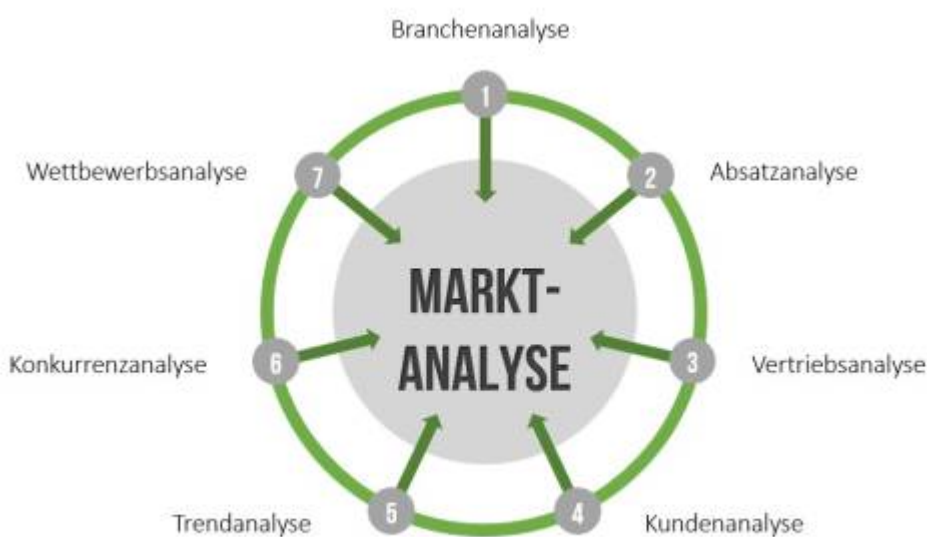 Branchenanalyse
1
Wettbewerbsanalyse
7
2
Absatzanalyse
MARKT-
ANALYSE
Konkurrenzanalyse
6
3
Vertriebsanalyse
Trendanalyse
5
4
Kundenanalyse